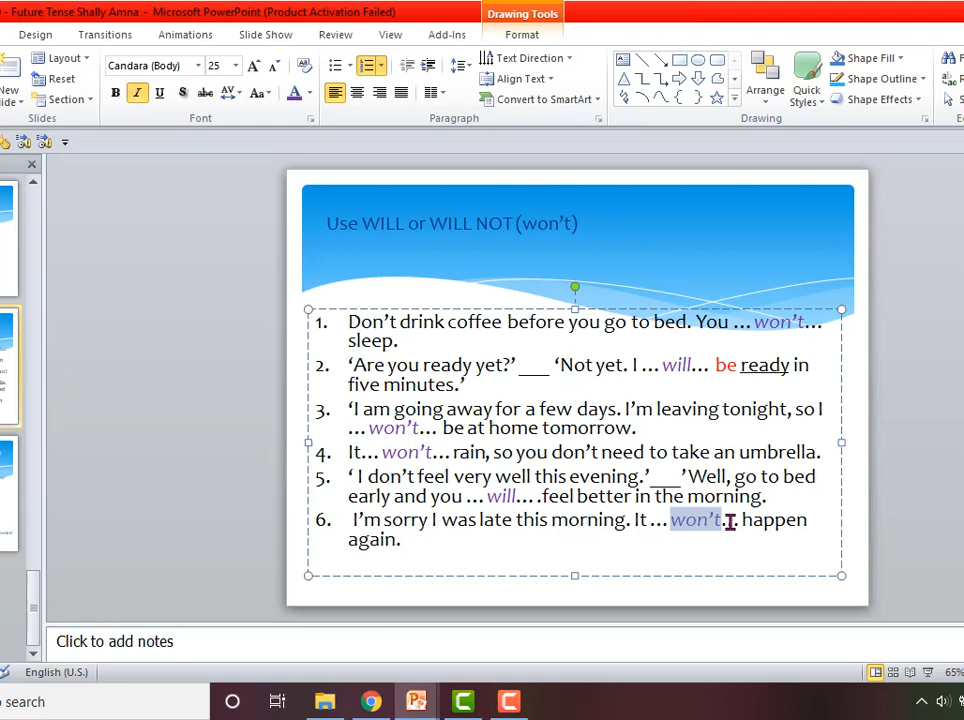 - Future Tense Shally Amna - Microsoft PowerPoint (Product Activation Failed)
Drawing Tools
Design Transitions Animations Slide Show Review View Add-Ins Format
New
Slide
Layout
Reset
Section
Slides
Candara (Body) 25
B I U S abc AV Aa A
Font
Text Direction
Align Text
Convert to SmartArt
Paragraph
Arrange
Quick
Styles
Shape Fill
Shape Outline
Shape Effects
Drawing
Use WILL or WILL NOT (won’t)
1. Don’t drink coffee before you go to bed. You … won’t…
sleep.
2. ‘Are you ready yet?’ ___ ‘Not yet. I … will… be ready in
five minutes.’
3. ‘I am going away for a few days. I’m leaving tonight, so I
… won’t… be at home tomorrow.
4. It… won’t… rain, so you don’t need to take an umbrella.
5. ‘ I don’t feel very well this evening.’___’Well, go to bed
early and you … will… .feel better in the morning.
6. I’m sorry I was late this morning. It … won’t… happen
again.
Click to add notes
English (U.S.)
65%
o search